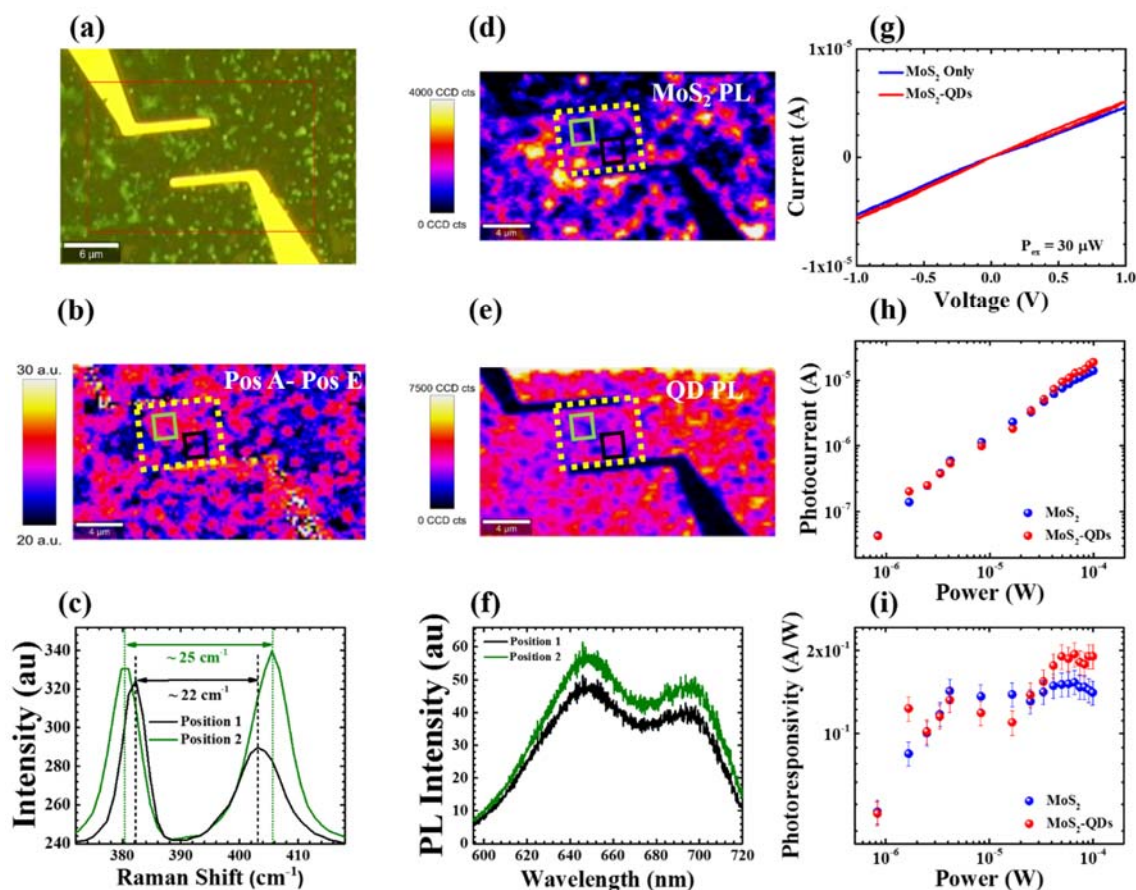 (a)
6 μm
(b)
30 a.u.
20 a.u.
Pos A- Pos E
4 μm
(c)
Intensity (au)
340
320
300
280
260
240
~ 25 cm⁻¹
~ 22 cm⁻¹
Position 1
Position 2
380 390 400 410
Raman Shift (cm⁻¹)
(d)
4000 CCD cts
0 CCD cts
MoS₂ PL
4 μm
(e)
7500 CCD cts
0 CCD cts
QD PL
4 μm
(f)
PL Intensity (au)
60
50
40
30
20
10
0
Position 1
Position 2
600 620 640 660 680 700 720
Wavelength (nm)
(g)
Current (A)
1x10⁻⁵
0
-1x10⁻⁵
MoS₂ Only
MoS₂-QDs
Pₑₓ = 30 μW
-1.0 -0.5 0.0 0.5 1.0
Voltage (V)
(h)
Photocurrent (A)
10⁻⁵
10⁻⁶
10⁻⁷
MoS₂
MoS₂-QDs
10⁻⁶ 10⁻⁵ 10⁻⁴
Power (W)
(i)
Photoresponsivity (A/W)
2x10⁻¹
10⁻¹
MoS₂
MoS₂-QDs
10⁻⁶ 10⁻⁵ 10⁻⁴
Power (W)